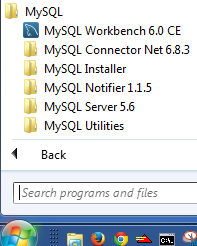 MySQL
MySQL Workbench 6.0 CE
MySQL Connector Net 6.8.3
MySQL Installer
MySQL Notifier 1.1.5
MySQL Server 5.6
MySQL Utilities
Back
Search programs and files